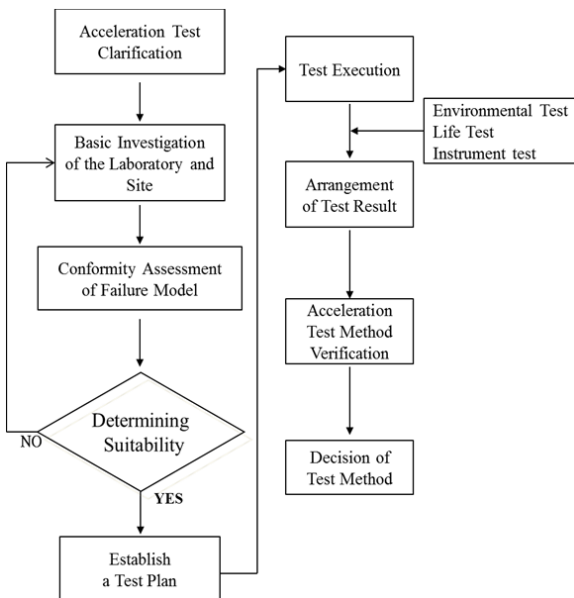 Acceleration Test
Clarification
Basic Investigation
of the Laboratory and
Site
Conformity Assessment
of Failure Model
Determining
Suitability
NO
YES
Establish
a Test Plan
Test Execution
Environmental Test
Life Test
Instrument test
Arrangement
of Test Result
Acceleration
Test Method
Verification
Decision of
Test Method